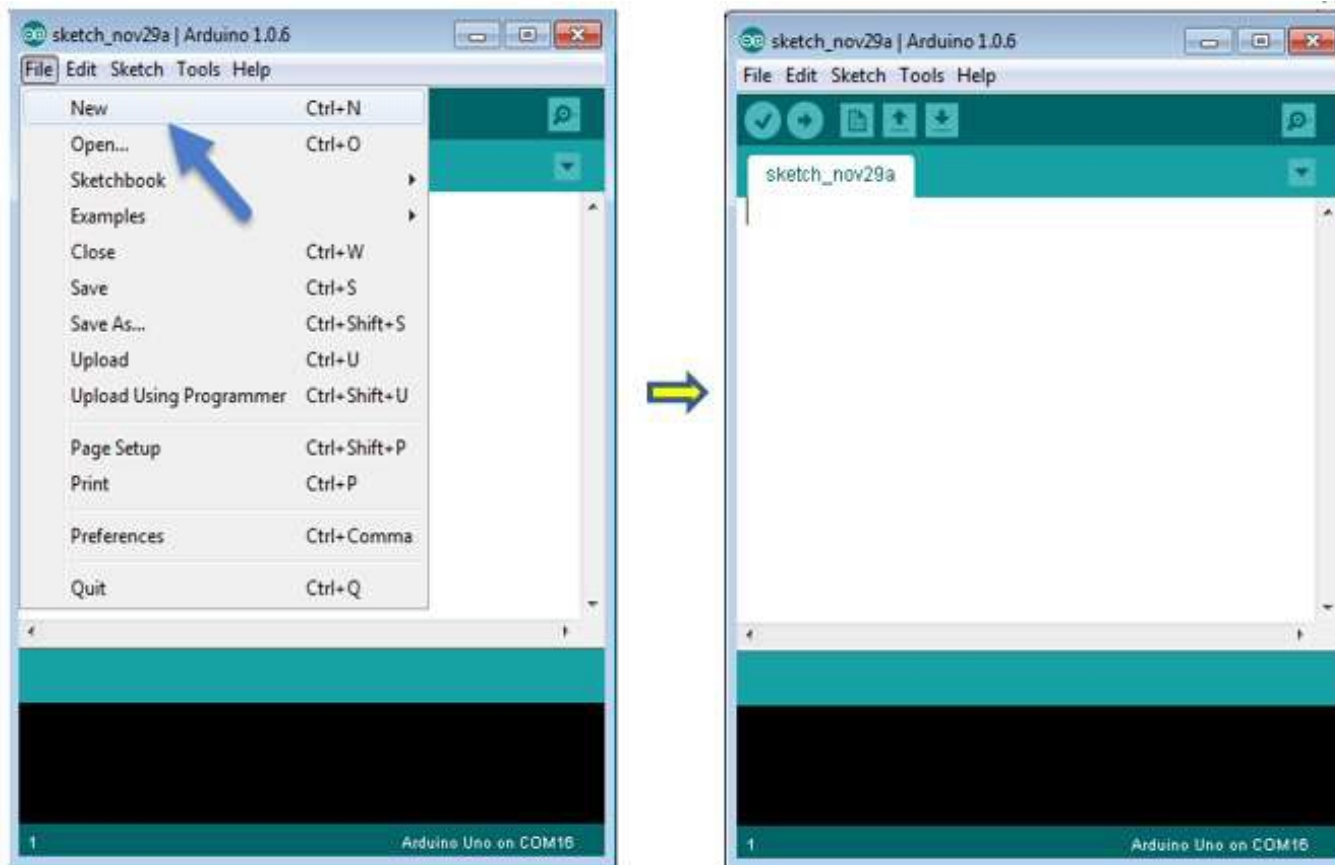 sketch_nov29a | Arduino 1.0.6
File Edit Sketch Tools Help
New Ctrl+N
Open... Ctrl+O
Sketchbook
Examples
Close Ctrl+W
Save Ctrl+S
Save As... Ctrl+Shift+S
Upload Ctrl+U
Upload Using Programmer Ctrl+Shift+U
Page Setup Ctrl+Shift+P
Print Ctrl+P
Preferences Ctrl+Comma
Quit Ctrl+Q
1 Arduino Uno on COM16
sketch_nov29a | Arduino 1.0.6
File Edit Sketch Tools Help
sketch_nov29a
1 Arduino Uno on COM16